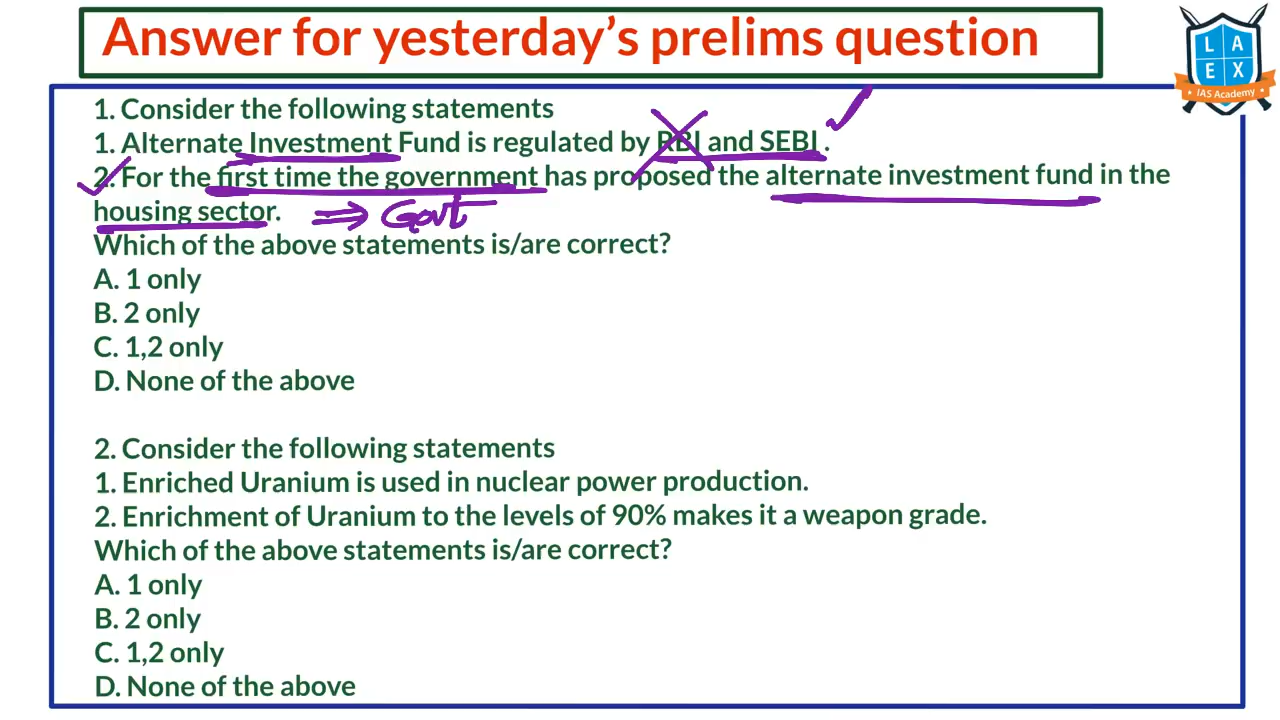 Answer for yesterday's prelims question
L A
E X
IAS Academy
1. Consider the following statements
1. Alternate Investment Fund is regulated by RBI and SEBI.
2. For the first time the government has proposed the alternate investment fund in the
housing sector. ⇒ Govt
Which of the above statements is/are correct?
A. 1 only
B. 2 only
C. 1,2 only
D. None of the above
2. Consider the following statements
1. Enriched Uranium is used in nuclear power production.
2. Enrichment of Uranium to the levels of 90% makes it a weapon grade.
Which of the above statements is/are correct?
A. 1 only
B. 2 only
C. 1,2 only
D. None of the above